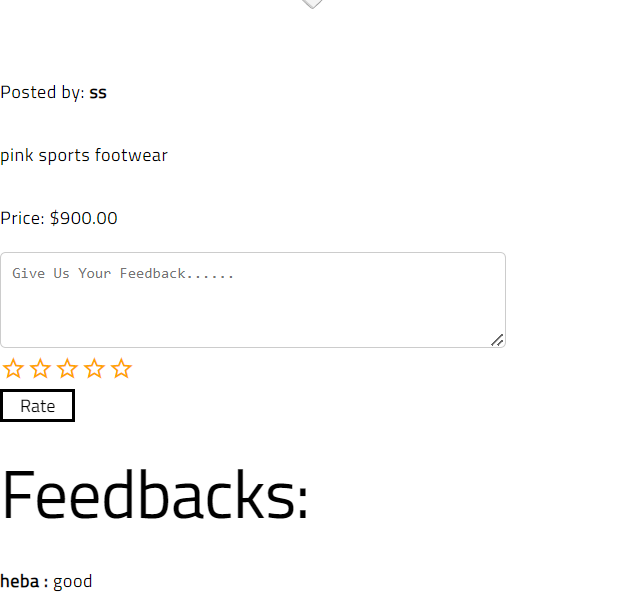 Posted by: ss
pink sports footwear
Price: $900.00
Give Us Your Feedback......
Rate
Feedbacks:
heba : good